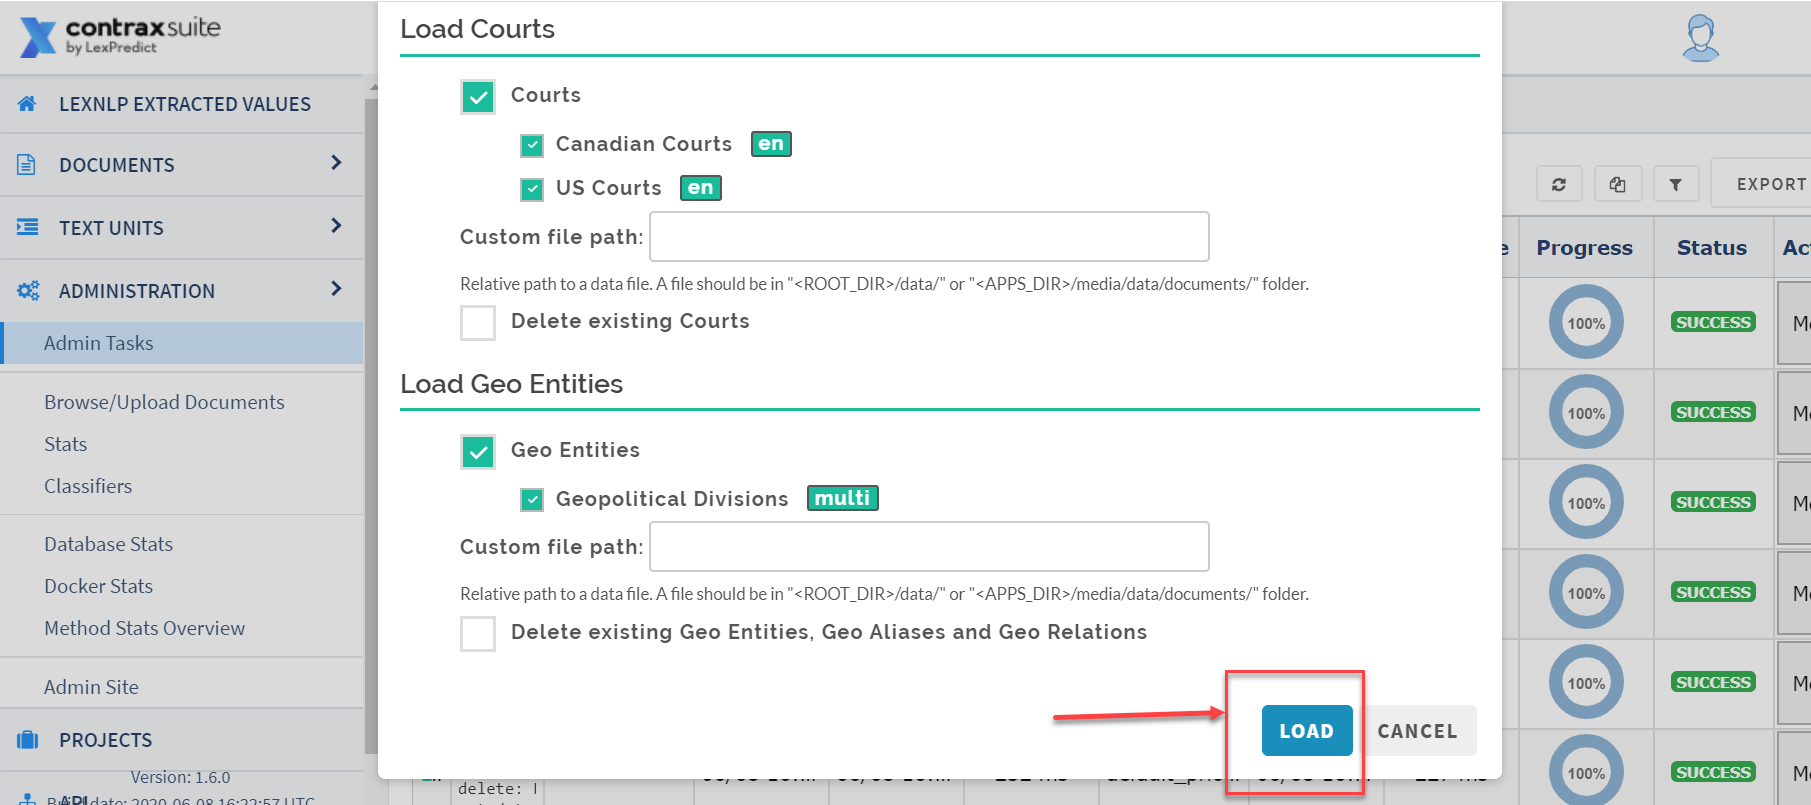 contraxsuite
by LexPredict
LEXNLP EXTRACTED VALUES
DOCUMENTS
TEXT UNITS
ADMINISTRATION
Admin Tasks
Browse/Upload Documents
Stats
Classifiers
Database Stats
Docker Stats
Method Stats Overview
Admin Site
PROJECTS
Version: 1.6.0
API
Build date: 2020-06-08 16:22:57 UTC
Load Courts
Courts
Canadian Courts en
US Courts en
Custom file path:
Relative path to a data file. A file should be in "<ROOT_DIR>/data/" or "<APPS_DIR>/media/data/documents/" folder.
Delete existing Courts
Load Geo Entities
Geo Entities
Geopolitical Divisions multi
Custom file path:
Relative path to a data file. A file should be in "<ROOT_DIR>/data/" or "<APPS_DIR>/media/data/documents/" folder.
Delete existing Geo Entities, Geo Aliases and Geo Relations
LOAD CANCEL
EXPORT
Progress Status
100% SUCCESS
100% SUCCESS
100% SUCCESS
100% SUCCESS
100% SUCCESS
100% SUCCESS
delete: